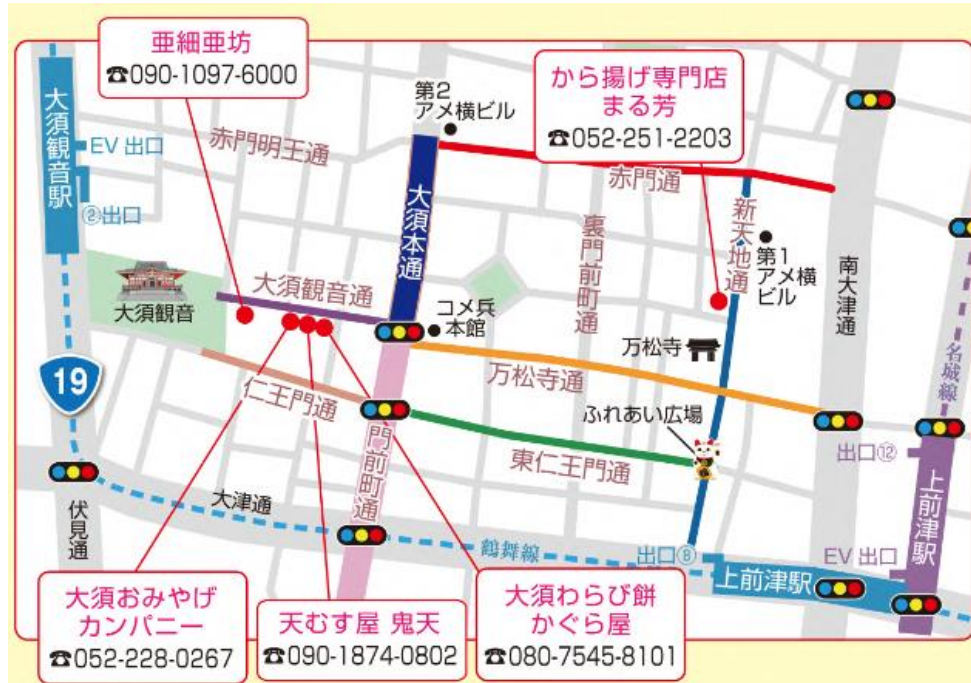 亜細亜坊
☎090-1097-6000
から揚げ専門店
まる芳
☎052-251-2203
第2
アメ横ビル
大須観音駅
EV 出口
②出口
赤門明王通
大須本通
赤門通
裏門前町通
新天地通
第1
アメ横
ビル
南大津通
名城線
大須観音通
大須観音
コメ兵
本館
万松寺
万松寺通
19
仁王門通
門前町通
東仁王門通
ふれあい広場
出口⑫
上前津駅
伏見通
大津通
鶴舞線
出口⑧
EV 出口
上前津駅
大須おみやげ
カンパニー
☎052-228-0267
天むす屋 鬼天
☎090-1874-0802
大須わらび餅
かぐら屋
☎080-7545-8101